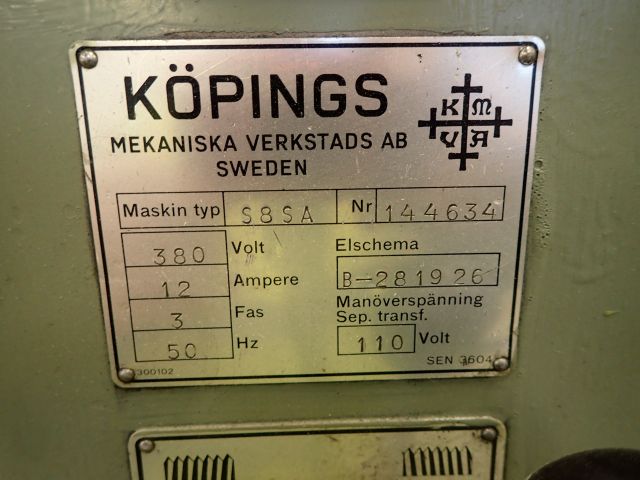 KÖPINGS
K M
V A
MEKANISKA VERKSTADS AB
SWEDEN
Maskin typ S8SA Nr 144634
380 Volt
12 Ampere
3 Fas
50 Hz
Elschema
B-281926
Manöverspänning
Sep. transf.
110 Volt
300102
SEN 3604